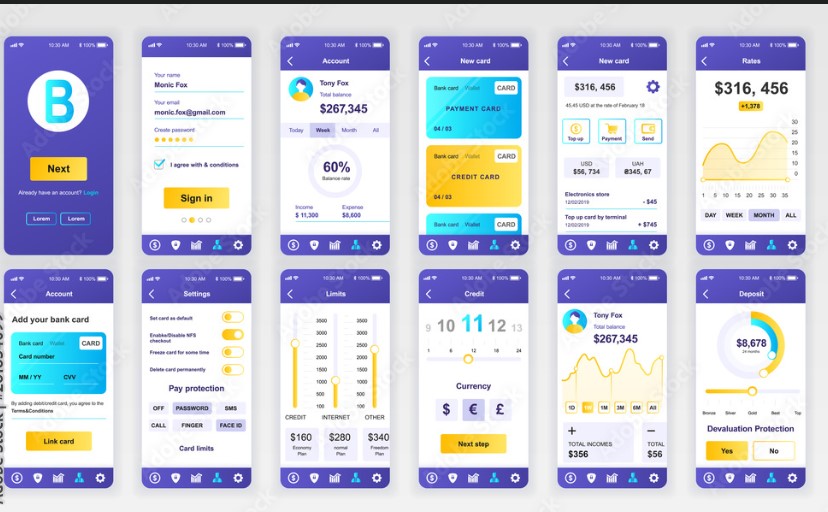 10:30 AM 100%
B
Next
Already have an account? Login
Lorem Lorem
10:30 AM 100%
Your name
Monic Fox
Your email
monic.fox@gmail.com
Create password
I agree with & conditions
Sign in
10:30 AM 100%
Account
Tony Fox
Total balance
$267,345
Today Week Month All
60%
Balance rate
Income Expense
$ 11,300 $8,600
10:30 AM 100%
New card
Bank card Wallet CARD
PAYMENT CARD
04 / 03
Bank card Wallet CARD
CREDIT CARD
04 / 03
Bank card Wallet CARD
10:30 AM 100%
New card
$316, 456
45.45 USD at the rate of February 18
Top up Payment Send
USD UAH
$56, 734 ₴345, 67
Electronics store
12/02/2018 - $45
Top up card by terminal
12/02/2018 + $745
10:30 AM 100%
Rates
$316, 456
+1,378
30
25
20
15
10
0
1 5 10 15 20 25 30 35
DAY WEEK MONTH ALL
10:30 AM 100%
Account
Add your bank card
Bank card Wallet CARD
Card number
MM / YY CVV
By adding debit/credit card, you agree to the
Terms&Conditions
Link card
10:30 AM 100%
Settings
Set card as default
Enable/Disable NFS
checkout
Freeze card for some time
Delete card permanently
Pay protection
OFF PASSWORD SMS
CALL FINGER FACE ID
Card limits
10:30 AM 100%
Limits
3500 3500
3000 3000
2500 2500
2000 2000
1500 1500
1000 1000
500 500
100 100
CREDIT INTERNET OTHER
$160 $280 $340
Economy normal Freedom
Plan Plan Plan
10:30 AM 100%
Credit
9 10 11 12 13
1 6 12 18 24
Currency
$ € £
Next step
10:30 AM 100%
Tony Fox
Total balance
$267,345
1D 1M 3M 6M All
+ −
TOTAL INCOMES TOTAL
$356 $56
10:30 AM 100%
Deposit
$8,678
24 months
Bronze Silver Gold Best Top
Devaluation Protection
Yes No
Adobe Stock